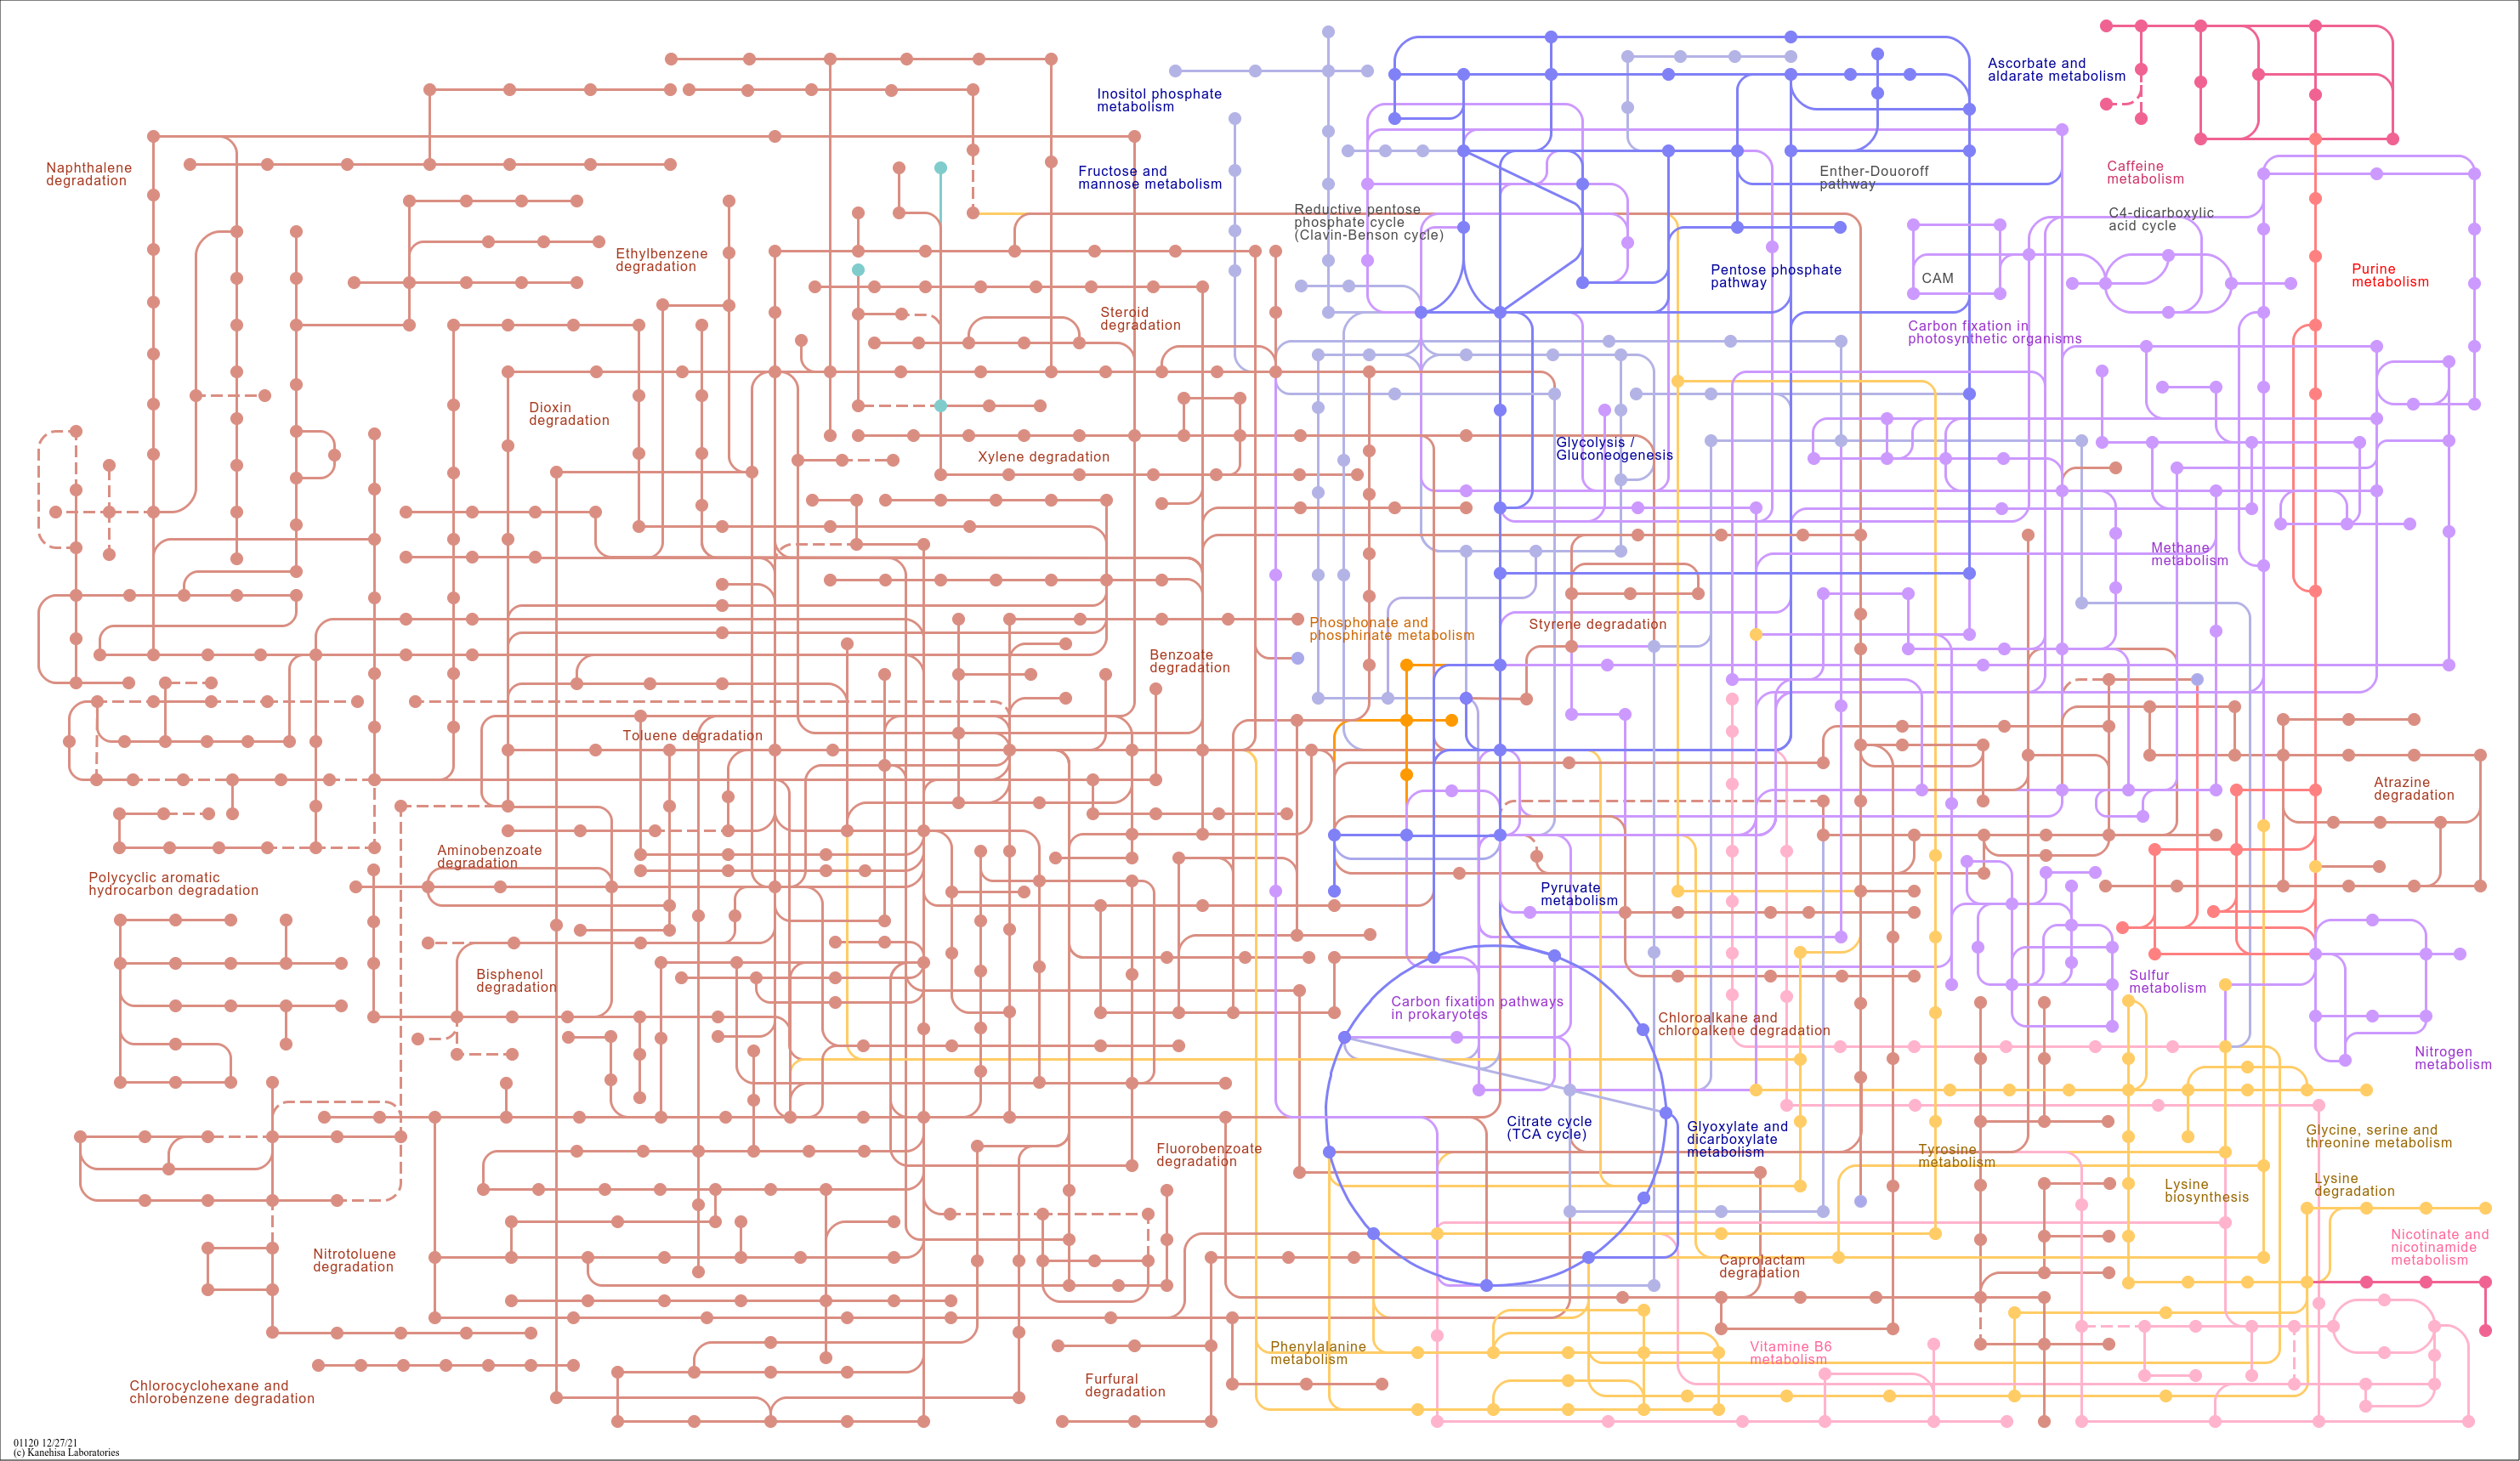 Ascorbate and
aldarate metabolism
Inositol phosphate
metabolism
Naphthalene
degradation
Fructose and
mannose metabolism
Enther-Douoroff
pathway
Caffeine
metabolism
Reductive pentose
phosphate cycle
(Clavin-Benson cycle)
C4-dicarboxylic
acid cycle
Ethylbenzene
degradation
Pentose phosphate
pathway
CAM
Purine
metabolism
Steroid
degradation
Carbon fixation in
photosynthetic organisms
Dioxin
degradation
Xylene degradation
Glycolysis /
Gluconeogenesis
Methane
metabolism
Phosphonate and
phosphinate metabolism
Styrene degradation
Benzoate
degradation
Toluene degradation
Atrazine
degradation
Aminobenzoate
degradation
Polycyclic aromatic
hydrocarbon degradation
Pyruvate
metabolism
Bisphenol
degradation
Sulfur
metabolism
Carbon fixation pathways
in prokaryotes
Chloroalkane and
chloroalkene degradation
Nitrogen
metabolism
Citrate cycle
(TCA cycle)
Glyoxylate and
dicarboxylate
metabolism
Fluorobenzoate
degradation
Tyrosine
metabolism
Glycine, serine and
threonine metabolism
Lysine
biosynthesis
Lysine
degradation
Nitrotoluene
degradation
Caprolactam
degradation
Nicotinate and
nicotinamide
metabolism
Phenylalanine
metabolism
Vitamine B6
metabolism
Chlorocyclohexane and
chlorobenzene degradation
Furfural
degradation
01120 12/27/21
(c) Kanehisa Laboratories